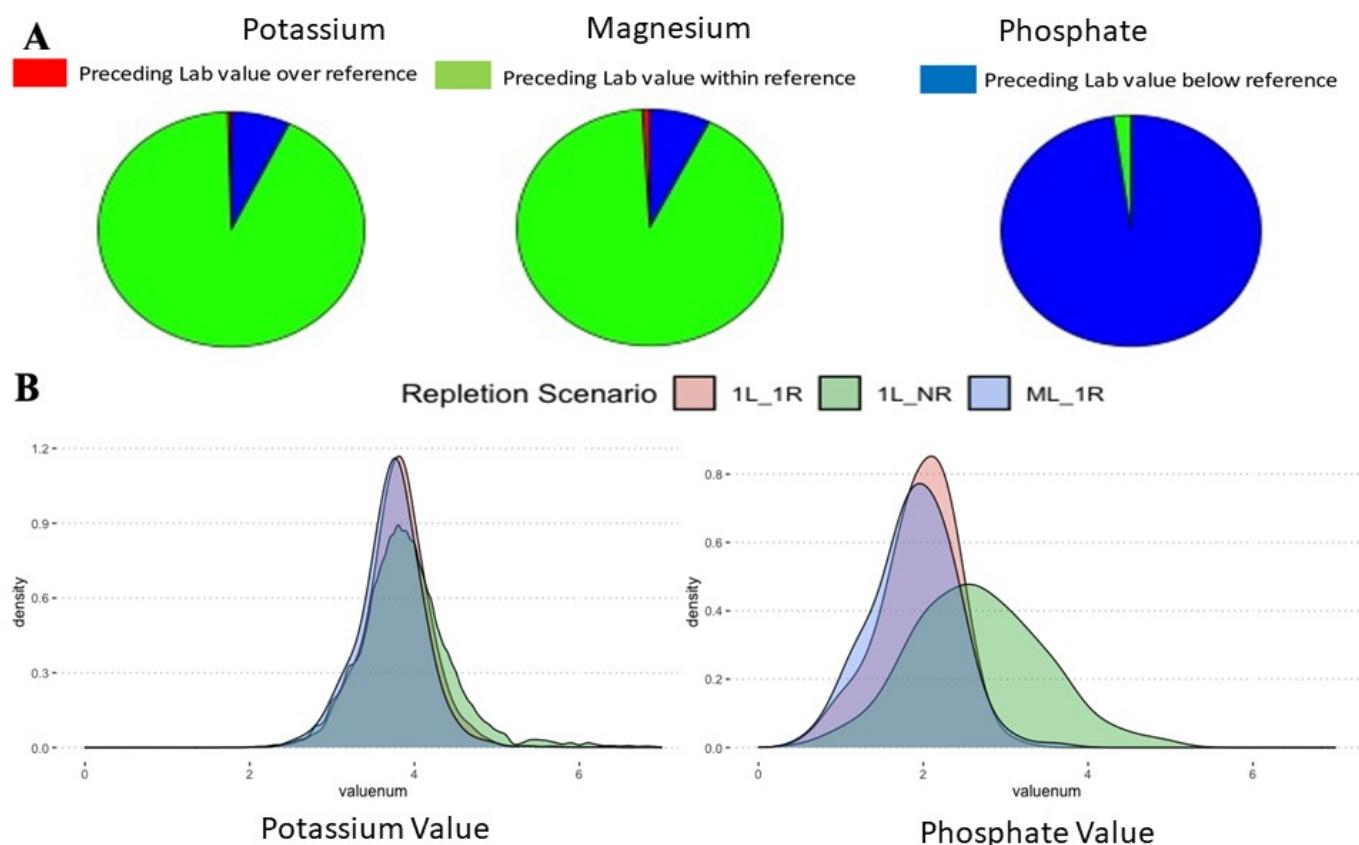 A
Potassium
Magnesium
Phosphate
Preceding Lab value over reference
Preceding Lab value within reference
Preceding Lab value below reference
B
Repletion Scenario 1L_1R 1L_NR ML_1R
1.2
0.9
0.6
0.3
0.0
density
0 2 4 6
valuenum
Potassium Value
0.8
0.6
0.4
0.2
0.0
density
0 2 4 6
valuenum
Phosphate Value